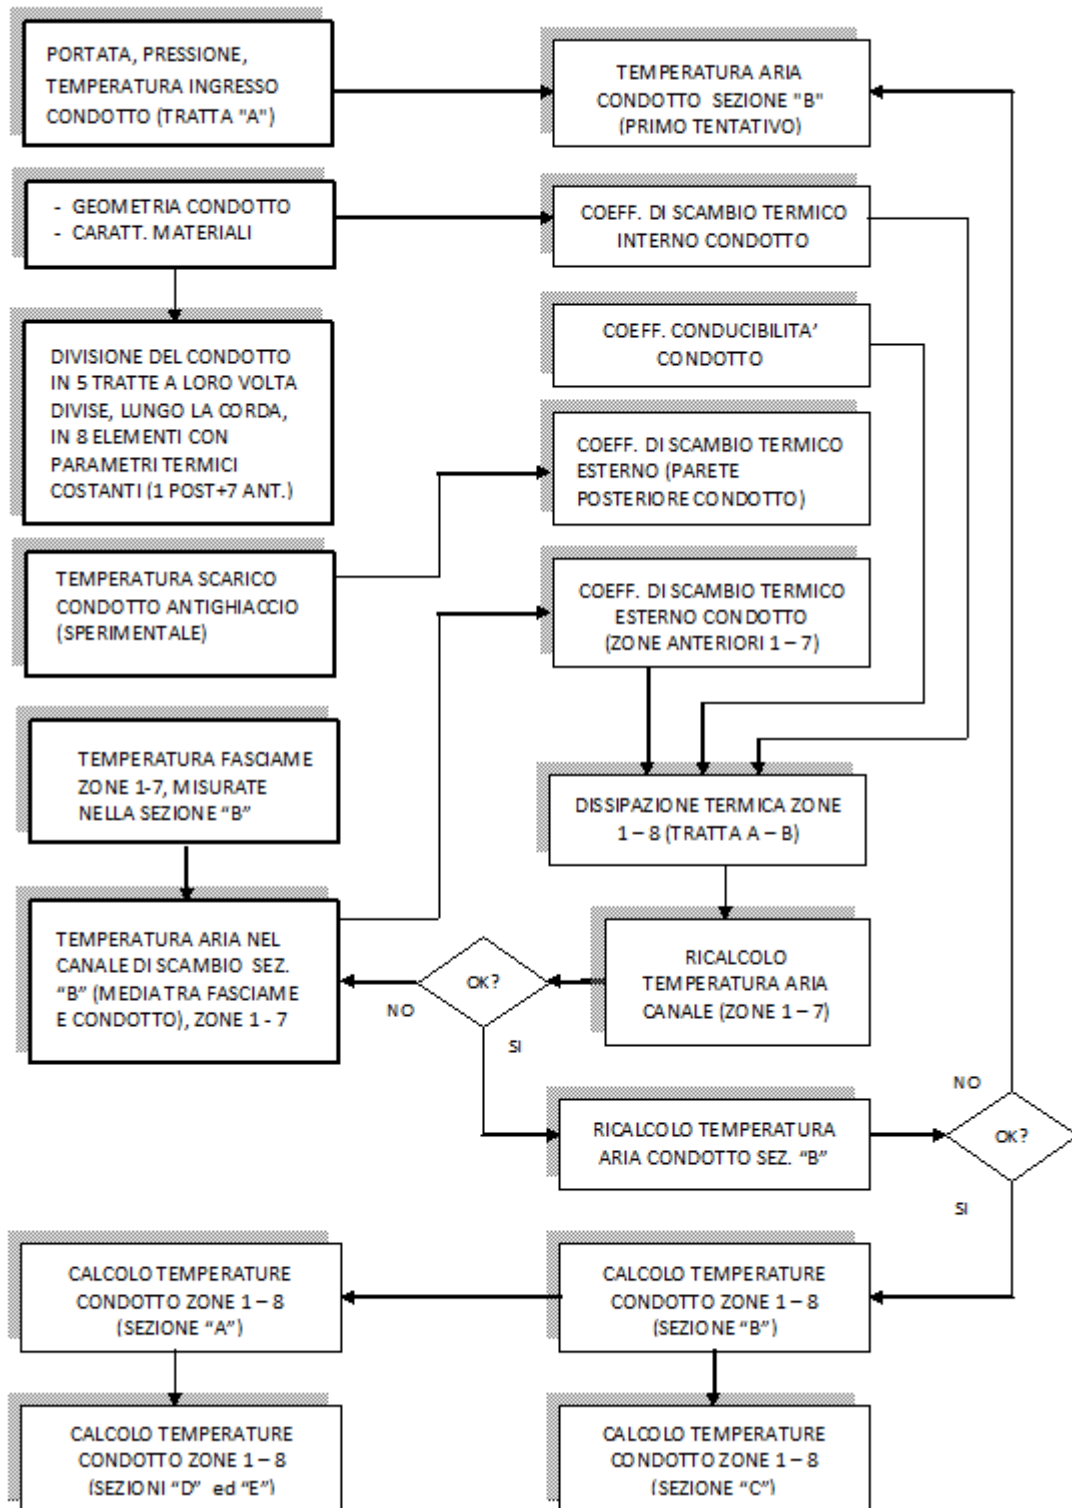 PORTATA, PRESSIONE,
TEMPERATURA INGRESSO
CONDOTTO (TRATTA "A")
TEMPERATURA ARIA
CONDOTTO SEZIONE "B"
(PRIMO TENTATIVO)
- GEOMETRIA CONDOTTO
- CARATT. MATERIALI
COEFF. DI SCAMBIO TERMICO
INTERNO CONDOTTO
COEFF. CONDUCIBILITA’
CONDOTTO
DIVISIONE DEL CONDOTTO
IN 5 TRATTE A LORO VOLTA
DIVISE, LUNGO LA CORDA,
IN 8 ELEMENTI CON
PARAMETRI TERMICI
COSTANTI (1 POST+7 ANT.)
COEFF. DI SCAMBIO TERMICO
ESTERNO (PARETE
POSTERIORE CONDOTTO)
TEMPERATURA SCARICO
CONDOTTO ANTIGHIACCIO
(SPERIMENTALE)
COEFF. DI SCAMBIO TERMICO
ESTERNO CONDOTTO
(ZONE ANTERIORI 1 – 7)
TEMPERATURA FASCIAME
ZONE 1-7, MISURATE
NELLA SEZIONE “B”
DISSIPAZIONE TERMICA ZONE
1 – 8 (TRATTA A – B)
TEMPERATURA ARIA NEL
CANALE DI SCAMBIO SEZ.
“B” (MEDIA TRA FASCIAME
E CONDOTTO), ZONE 1 - 7
OK?
NO
SI
RICALCOLO
TEMPERATURA ARIA
CANALE (ZONE 1 – 7)
RICALCOLO TEMPERATURA
ARIA CONDOTTO SEZ. “B”
NO
OK?
SI
CALCOLO TEMPERATURE
CONDOTTO ZONE 1 – 8
(SEZIONE “A”)
CALCOLO TEMPERATURE
CONDOTTO ZONE 1 – 8
(SEZIONE “B”)
CALCOLO TEMPERATURE
CONDOTTO ZONE 1 – 8
(SEZIONI “D” ed “E”)
CALCOLO TEMPERATURE
CONDOTTO ZONE 1 – 8
(SEZIONE “C”)